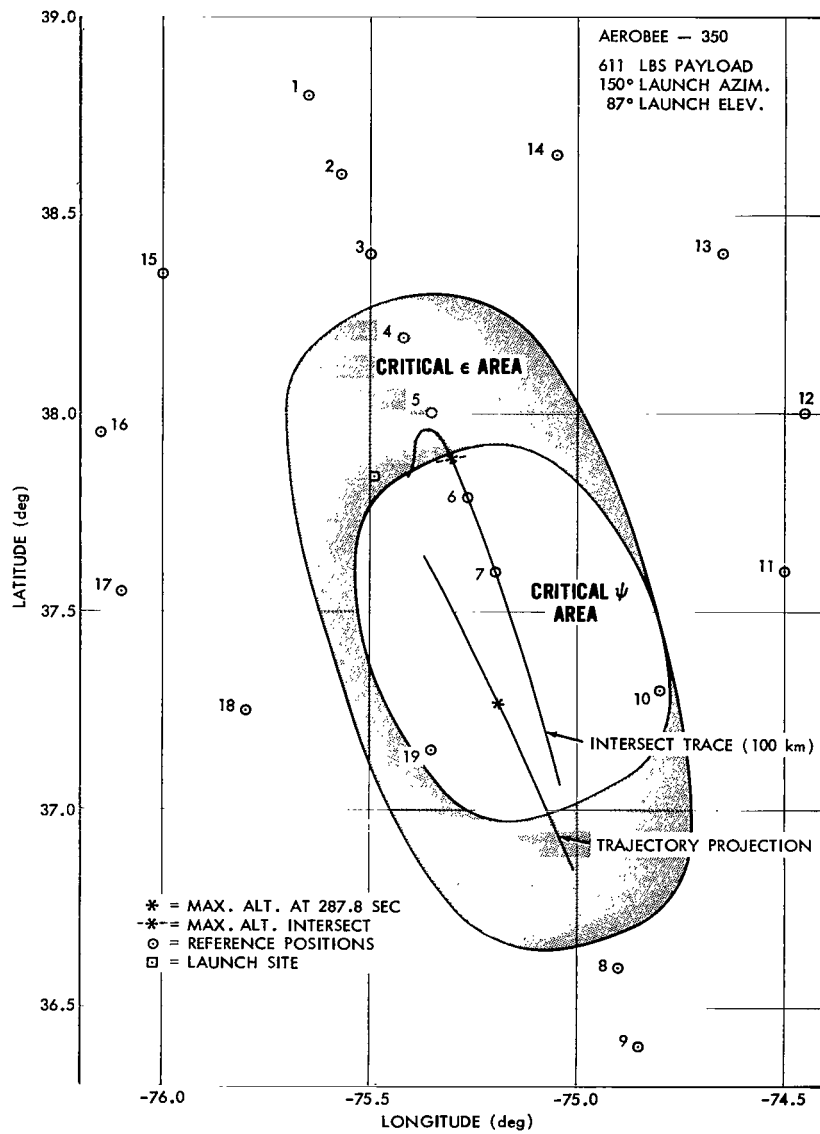 39.0
AEROBEE — 350
611 LBS PAYLOAD
150° LAUNCH AZIM.
87° LAUNCH ELEV.
1
2
14
38.5
3
13
15
4
CRITICAL ϵ AREA
5
12
38.0
16
6
7
11
17
CRITICAL ψ
AREA
37.5
LATITUDE (deg)
10
18
19
INTERSECT TRACE (100 km)
37.0
TRAJECTORY PROJECTION
* = MAX. ALT. AT 287.8 SEC
-*- = MAX. ALT. INTERSECT
⊙ = REFERENCE POSITIONS
⊡ = LAUNCH SITE
8
36.5
9
-76.0
-75.5
-75.0
-74.5
LONGITUDE (deg)